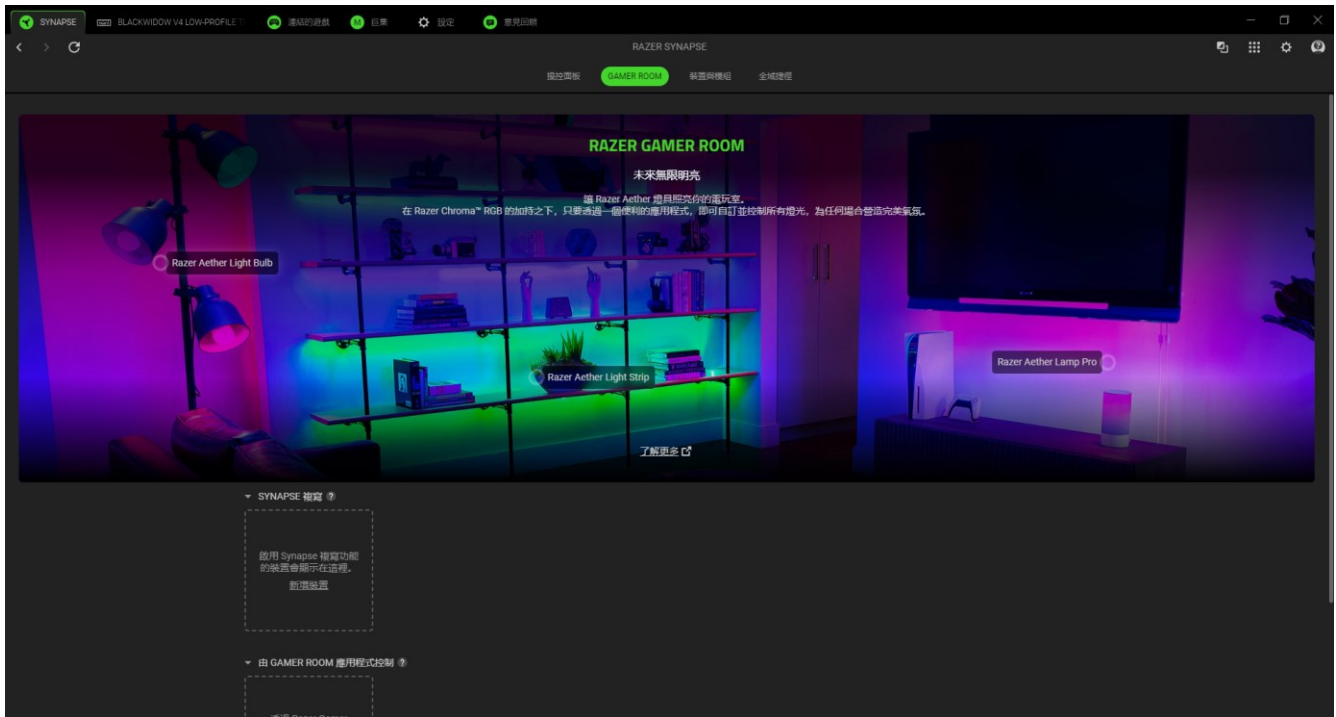 SYNAPSE
BLACKWIDOW V4 LOW-PROFILE T
連結的遊戲
巨集
設定
意見回饋
RAZER SYNAPSE
操控面板
GAMER ROOM
裝置與模組
全域捷徑
RAZER GAMER ROOM
未來無限明亮
讓 Razer Aether 燈具照亮你的電玩室。
在 Razer Chroma™ RGB 的加持之下，只要透過一個便利的應用程式，即可自訂並控制所有燈光，為任何場合營造完美氣氛。
Razer Aether Light Bulb
Razer Aether Lamp Pro
Razer Aether Light Strip
了解更多
SYNAPSE 複寫
啟用 Synapse 複寫功能
的裝置會顯示在這裡。
新增裝置
由 GAMER ROOM 應用程式控制